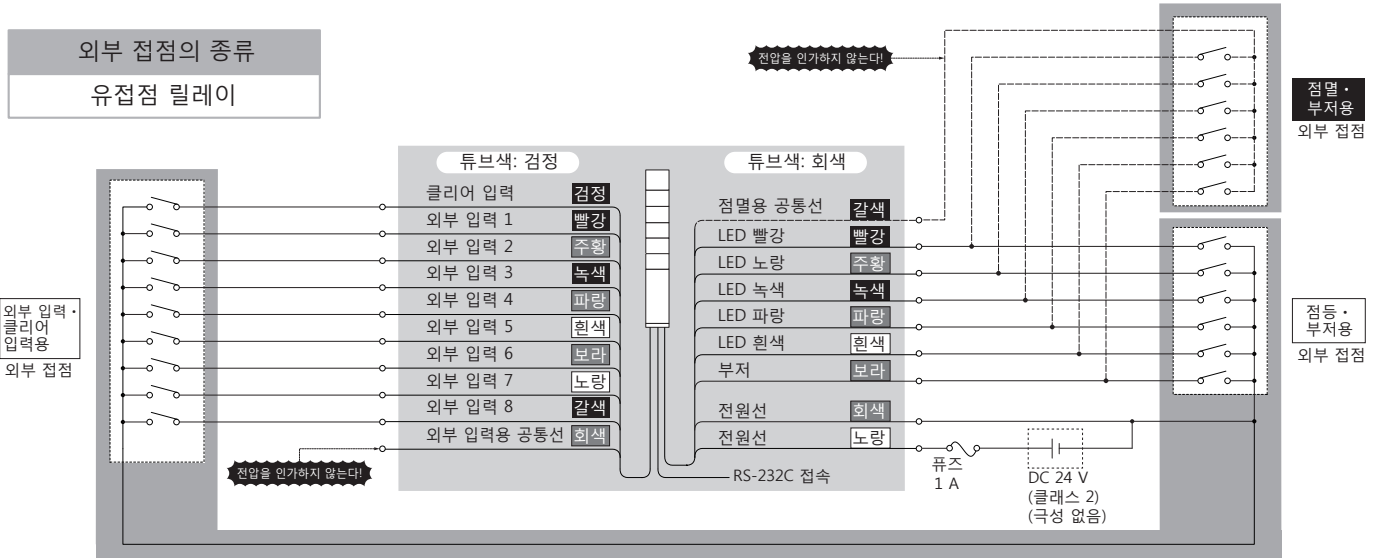 외부 접점의 종류
유접점 릴레이
전압을 인가하지 않는다!
점멸・
부저용
외부 접점
튜브색: 검정
클리어 입력 검정
외부 입력 1 빨강
외부 입력 2 주황
외부 입력 3 녹색
외부 입력 4 파랑
외부 입력 5 흰색
외부 입력 6 보라
외부 입력 7 노랑
외부 입력 8 갈색
외부 입력용 공통선 회색
튜브색: 회색
점멸용 공통선 갈색
LED 빨강 빨강
LED 노랑 주황
LED 녹색 녹색
LED 파랑 파랑
LED 흰색 흰색
부저 보라
전원선 회색
전원선 노랑
RS-232C 접속
외부 입력・
클리어
입력용
외부 접점
점등・
부저용
외부 접점
전압을 인가하지 않는다!
퓨즈
1 A
DC 24 V
(클래스 2)
(극성 없음)